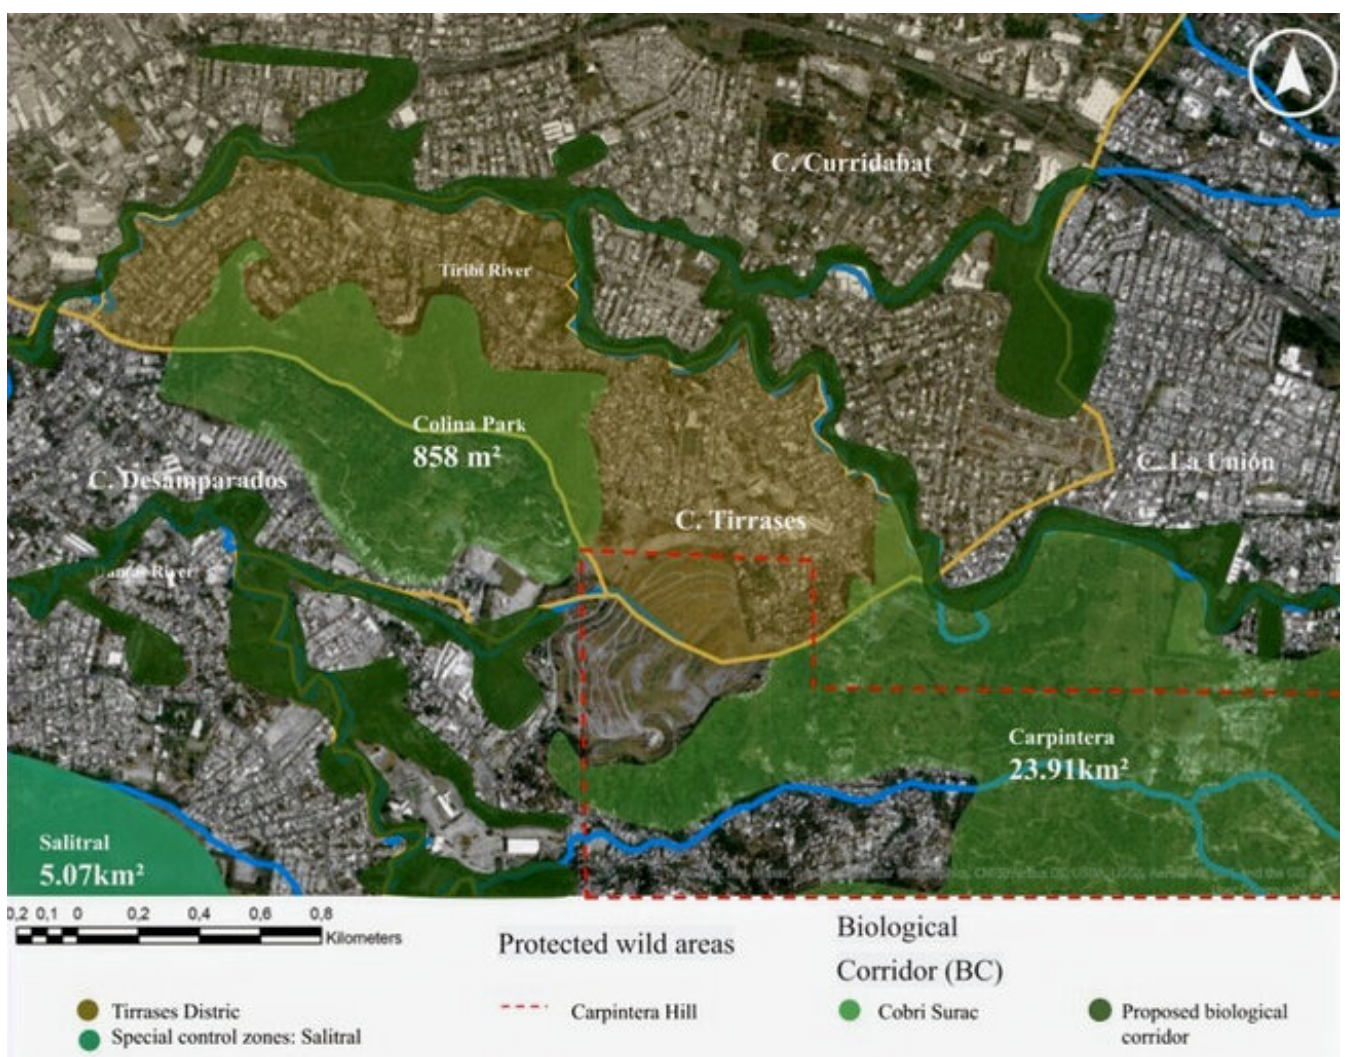 C. Curridabat
Tiribí River
Colina Park
858 m²
C. La Unión
C. Desamparados
C. Tirrases
River
Carpintera
23.91km²
Salitral
5.07km²
0,2 0,1 0 0,2 0,4 0,6 0,8
Kilometers
Protected wild areas
Carpintera Hill
Biological
Corridor (BC)
Cobri Surac
Proposed biological
corridor
Tirrases Distric
Special control zones: Salitral